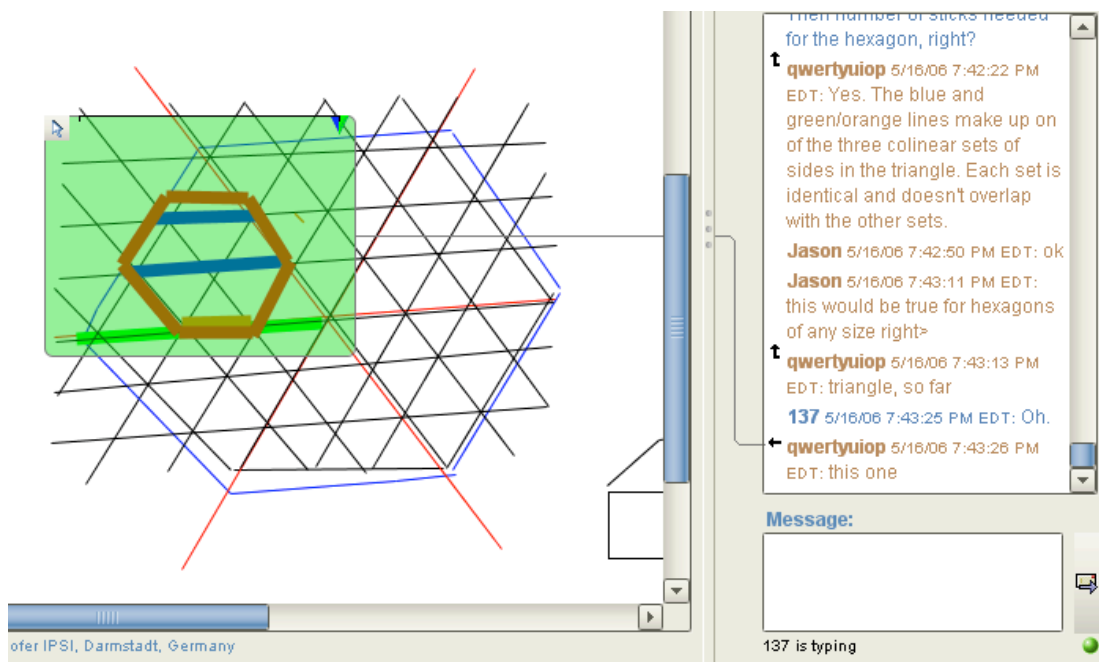 Then number of sticks needed
for the hexagon, right?
qwertyuiop 5/16/06 7:42:22 PM
EDT: Yes. The blue and
green/orange lines make up on
of the three colinear sets of
sides in the triangle. Each set is
identical and doesn't overlap
with the other sets.
Jason 5/16/06 7:42:50 PM EDT: ok
Jason 5/16/06 7:43:11 PM EDT:
this would be true for hexagons
of any size right>
qwertyuiop 5/16/06 7:43:13 PM
EDT: triangle, so far
137 5/16/06 7:43:25 PM EDT: Oh.
qwertyuiop 5/16/06 7:43:26 PM
EDT: this one
Message:
137 is typing
ofer IPSI, Darmstadt, Germany